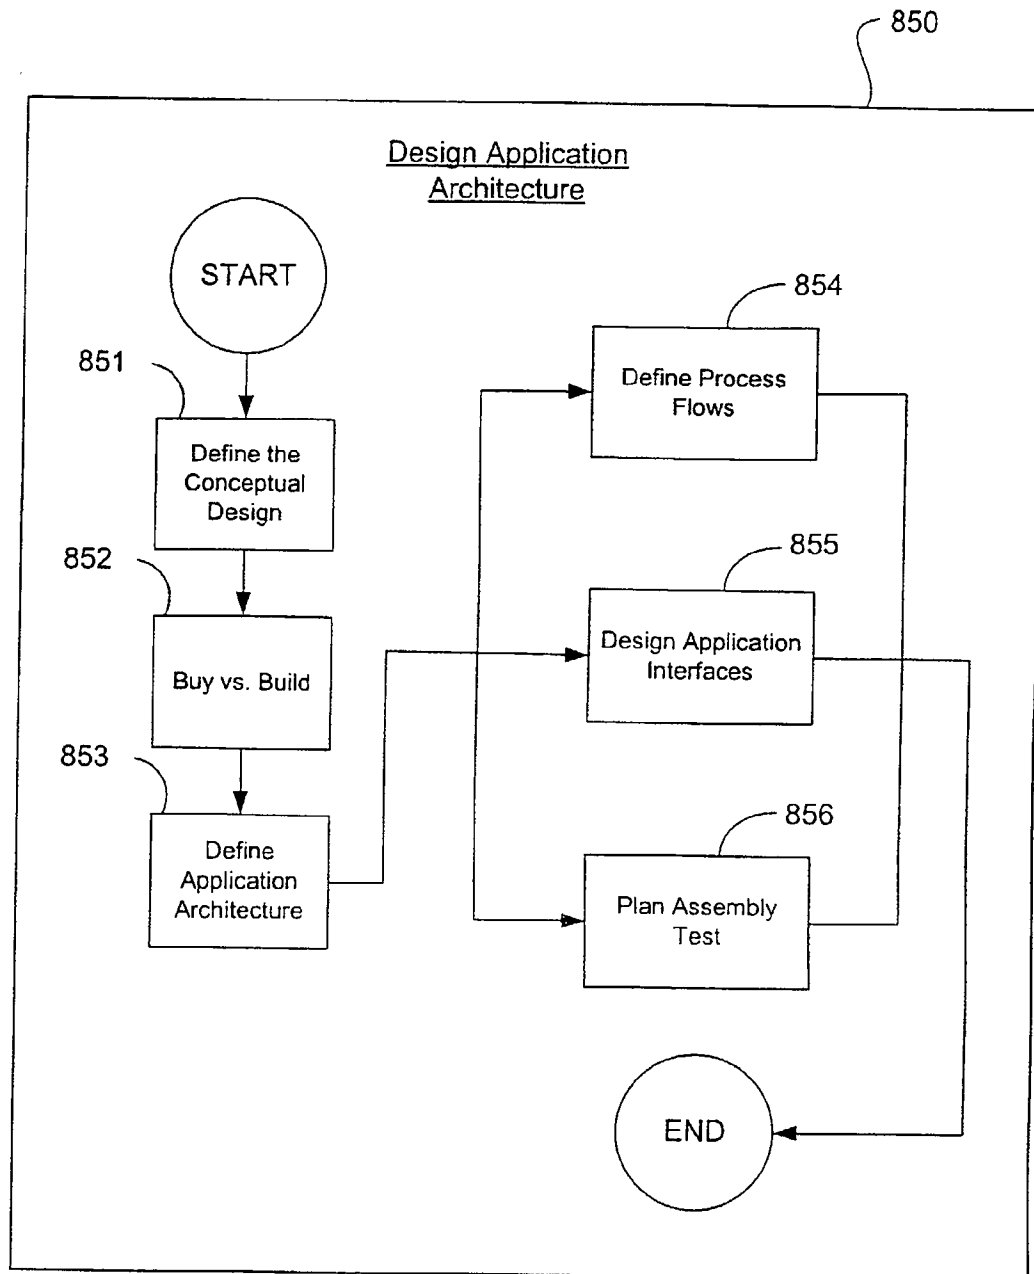 850
Design Application
Architecture
START
851
Define the
Conceptual
Design
852
Buy vs. Build
853
Define
Application
Architecture
854
Define Process
Flows
855
Design Application
Interfaces
856
Plan Assembly
Test
END